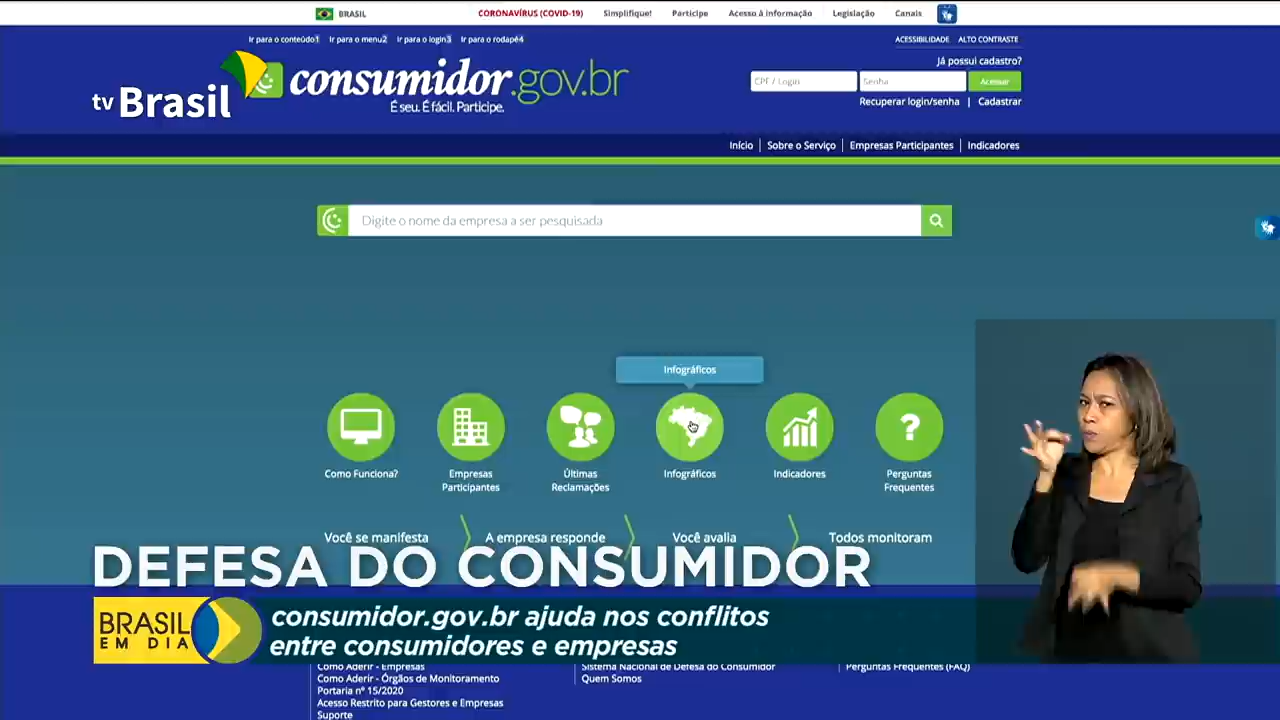 BRASIL
CORONAVÍRUS (COVID-19)
Simplifique!
Participe
Acesso à informação
Legislação
Canais
Ir para o conteúdo1
Ir para o menu2
Ir para o login3
Ir para o rodapé4
ACESSIBILIDADE
ALTO CONTRASTE
tv Brasil
consumidor.gov.br
É seu. É fácil. Participe.
Já possui cadastro?
CPF / Login
Senha
Acessar
Recuperar login/senha | Cadastrar
Início | Sobre o Serviço | Empresas Participantes | Indicadores
Digite o nome da empresa a ser pesquisada
Infográficos
?
Como Funciona?
Empresas
Participantes
Últimas
Reclamações
Infográficos
Indicadores
Perguntas
Frequentes
Você se manifesta
A empresa responde
Você avalia
Todos monitoram
DEFESA DO CONSUMIDOR
BRASIL
EM DIA
consumidor.gov.br ajuda nos conflitos
entre consumidores e empresas
Como Aderir - Empresas
Como Aderir - Órgãos de Monitoramento
Portaria nº 15/2020
Acesso Restrito para Gestores e Empresas
Suporte
Sistema Nacional de Defesa do Consumidor
Quem Somos
Perguntas Frequentes (FAQ)